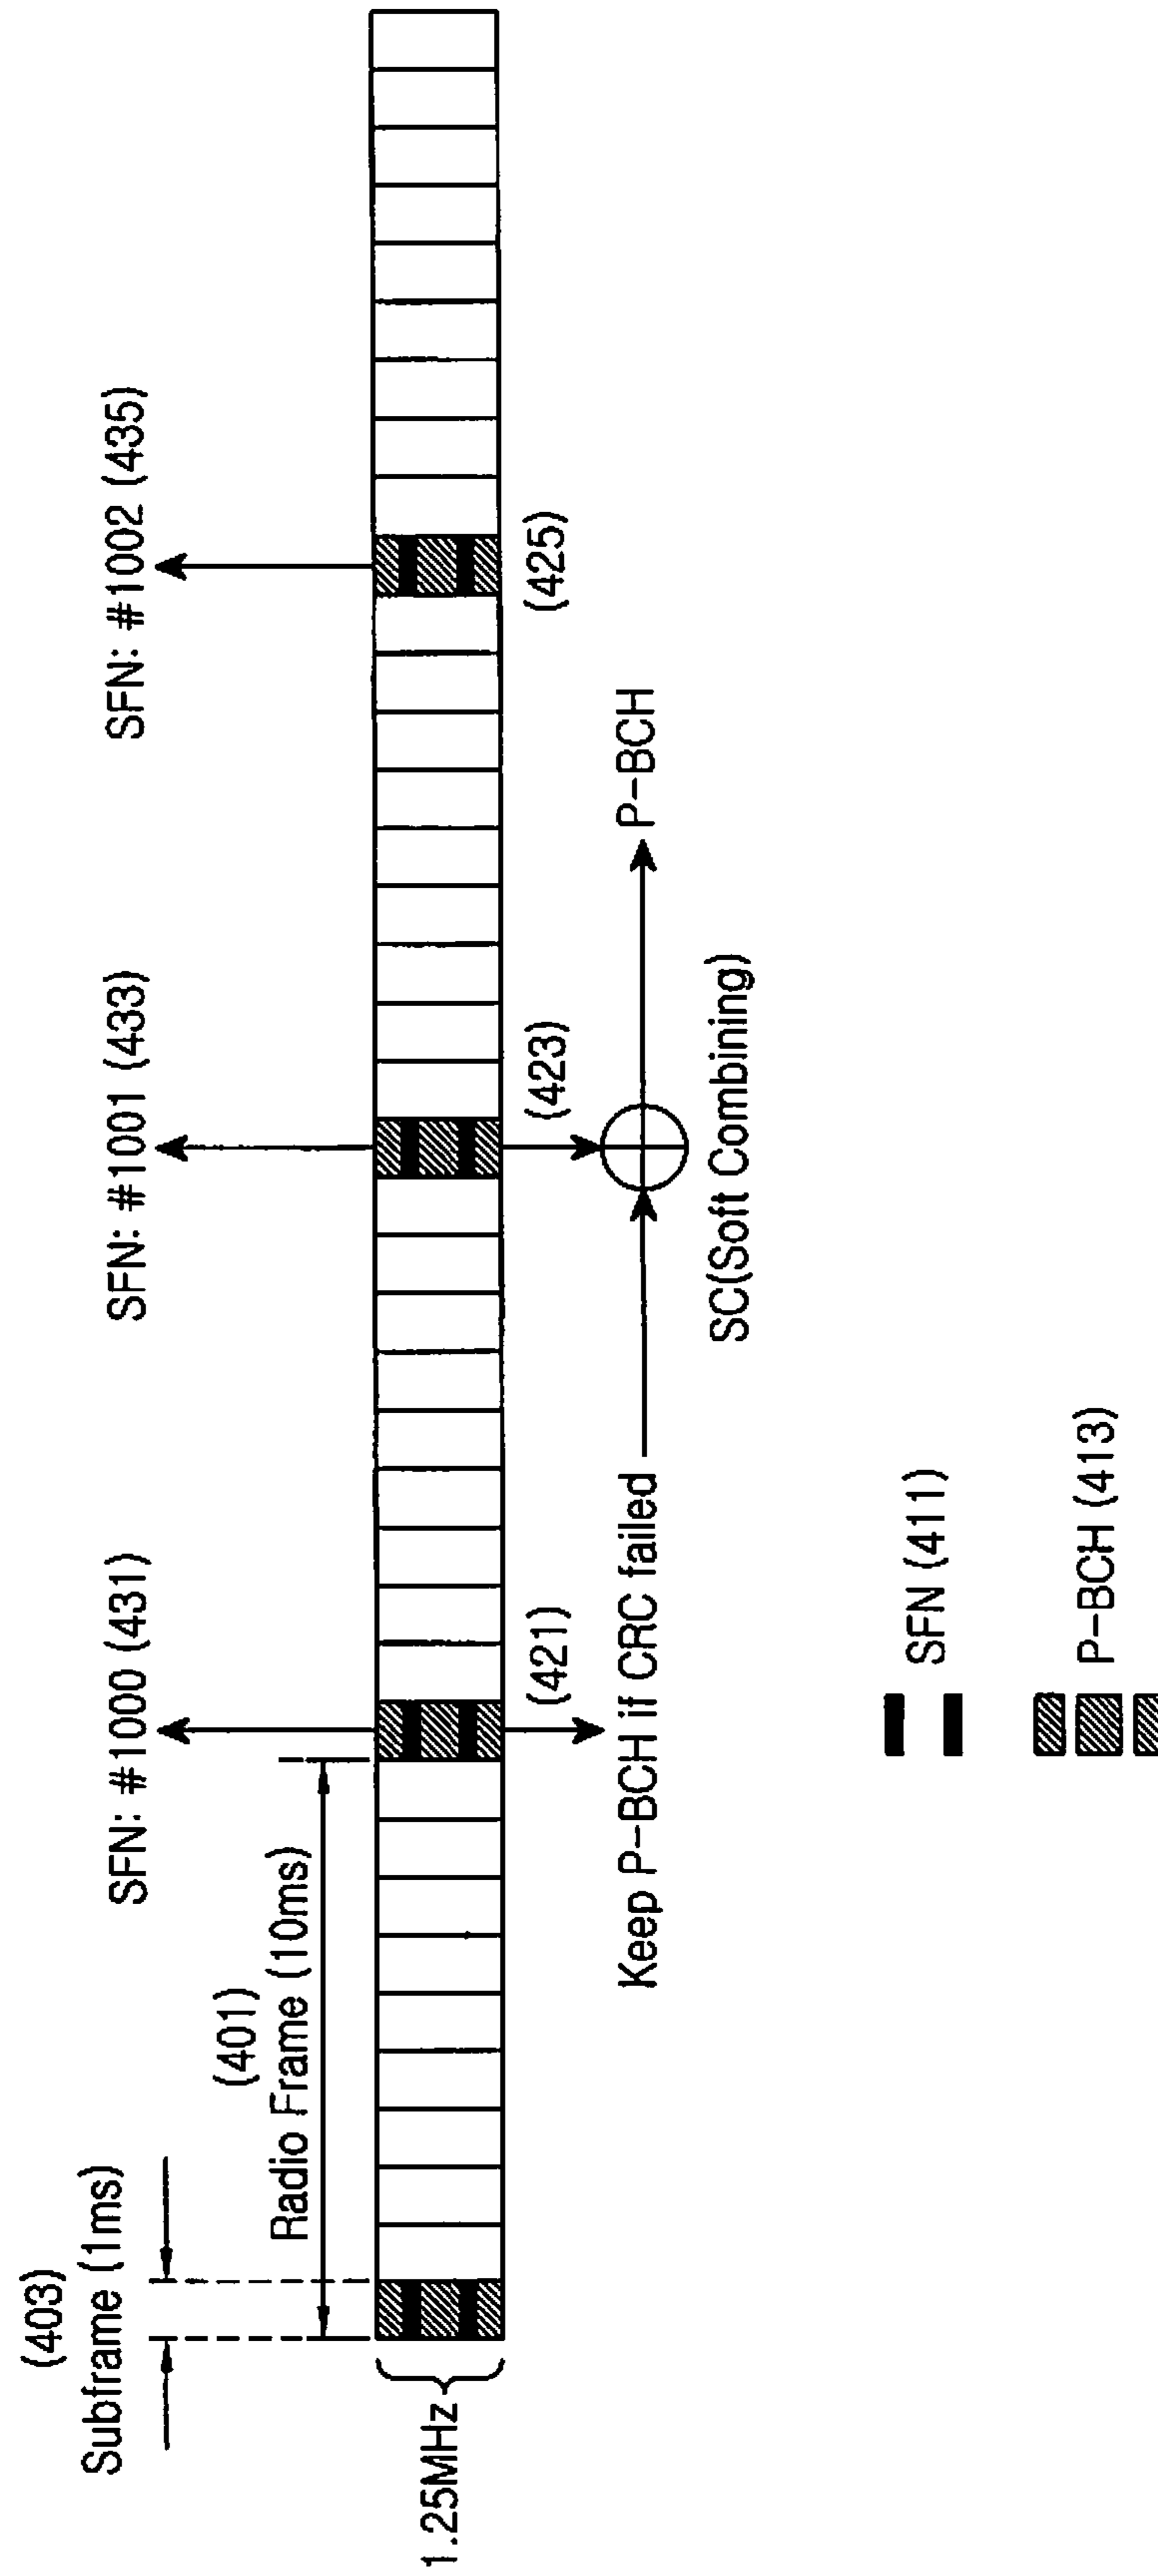 (403)
Subframe (1ms)
(401)
Radio Frame (10ms)
1.25MHz
SFN: #1000 (431)
SFN: #1001 (433)
SFN: #1002 (435)
(421)
(423)
(425)
Keep P-BCH if CRC failed
P-BCH
SC(Soft Combining)
SFN (411)
P-BCH (413)